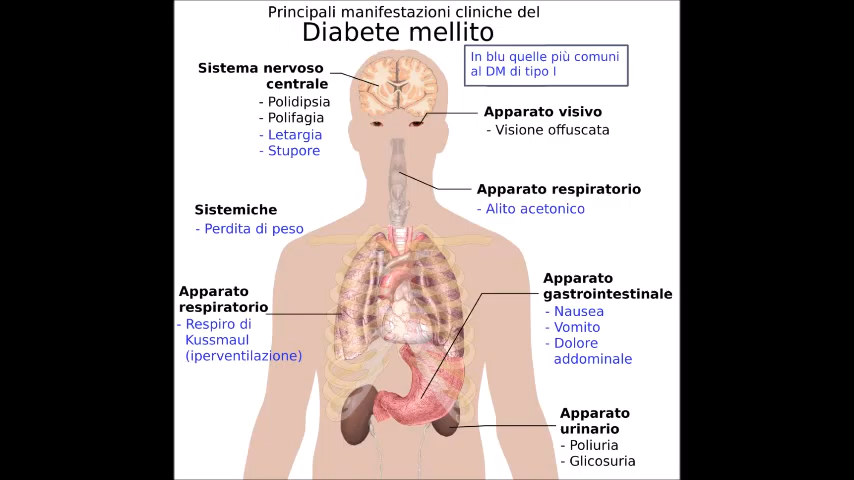 Principali manifestazioni cliniche del
Diabete mellito
In blu quelle più comuni
al DM di tipo I
Sistema nervoso
centrale
- Polidipsia
- Polifagia
- Letargia
- Stupore
Apparato visivo
- Visione offuscata
Apparato respiratorio
- Alito acetonico
Sistemiche
- Perdita di peso
Apparato
respiratorio
- Respiro di
Kussmaul
(iperventilazione)
Apparato
gastrointestinale
- Nausea
- Vomito
- Dolore
addominale
Apparato
urinario
- Poliuria
- Glicosuria